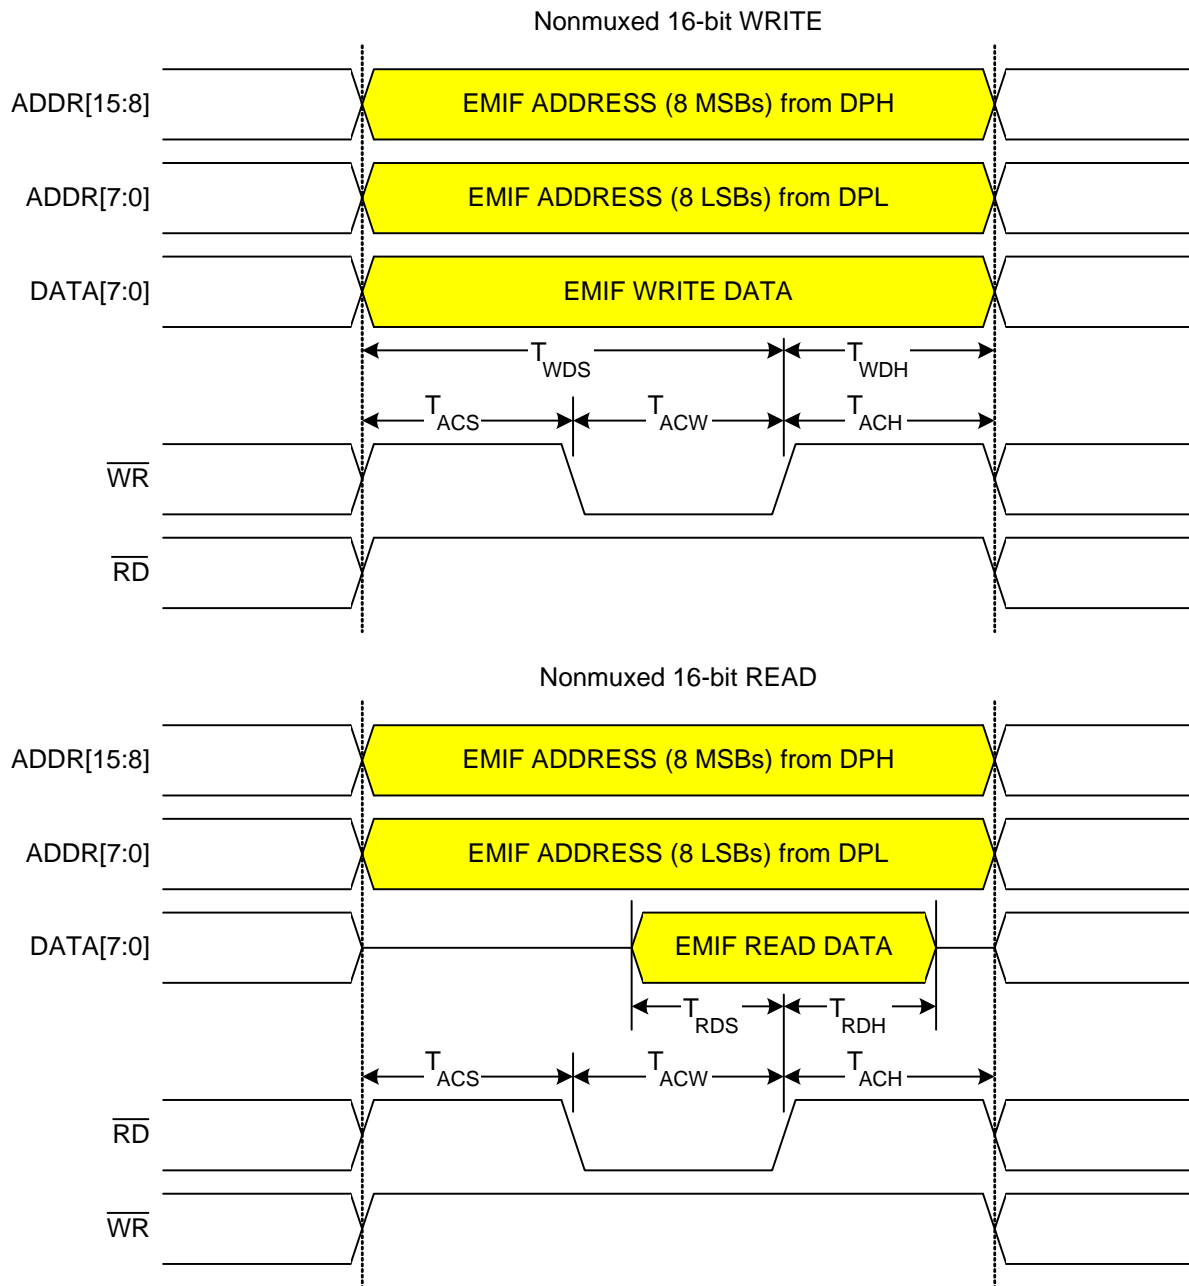 Nonmuxed 16-bit WRITE
ADDR[15:8]
EMIF ADDRESS (8 MSBs) from DPH
ADDR[7:0]
EMIF ADDRESS (8 LSBs) from DPL
DATA[7:0]
EMIF WRITE DATA
TWDS TWDH
TACS TACW TACH
WR
RD
Nonmuxed 16-bit READ
ADDR[15:8]
EMIF ADDRESS (8 MSBs) from DPH
ADDR[7:0]
EMIF ADDRESS (8 LSBs) from DPL
DATA[7:0]
EMIF READ DATA
TRDS TRDH
TACS TACW TACH
RD
WR